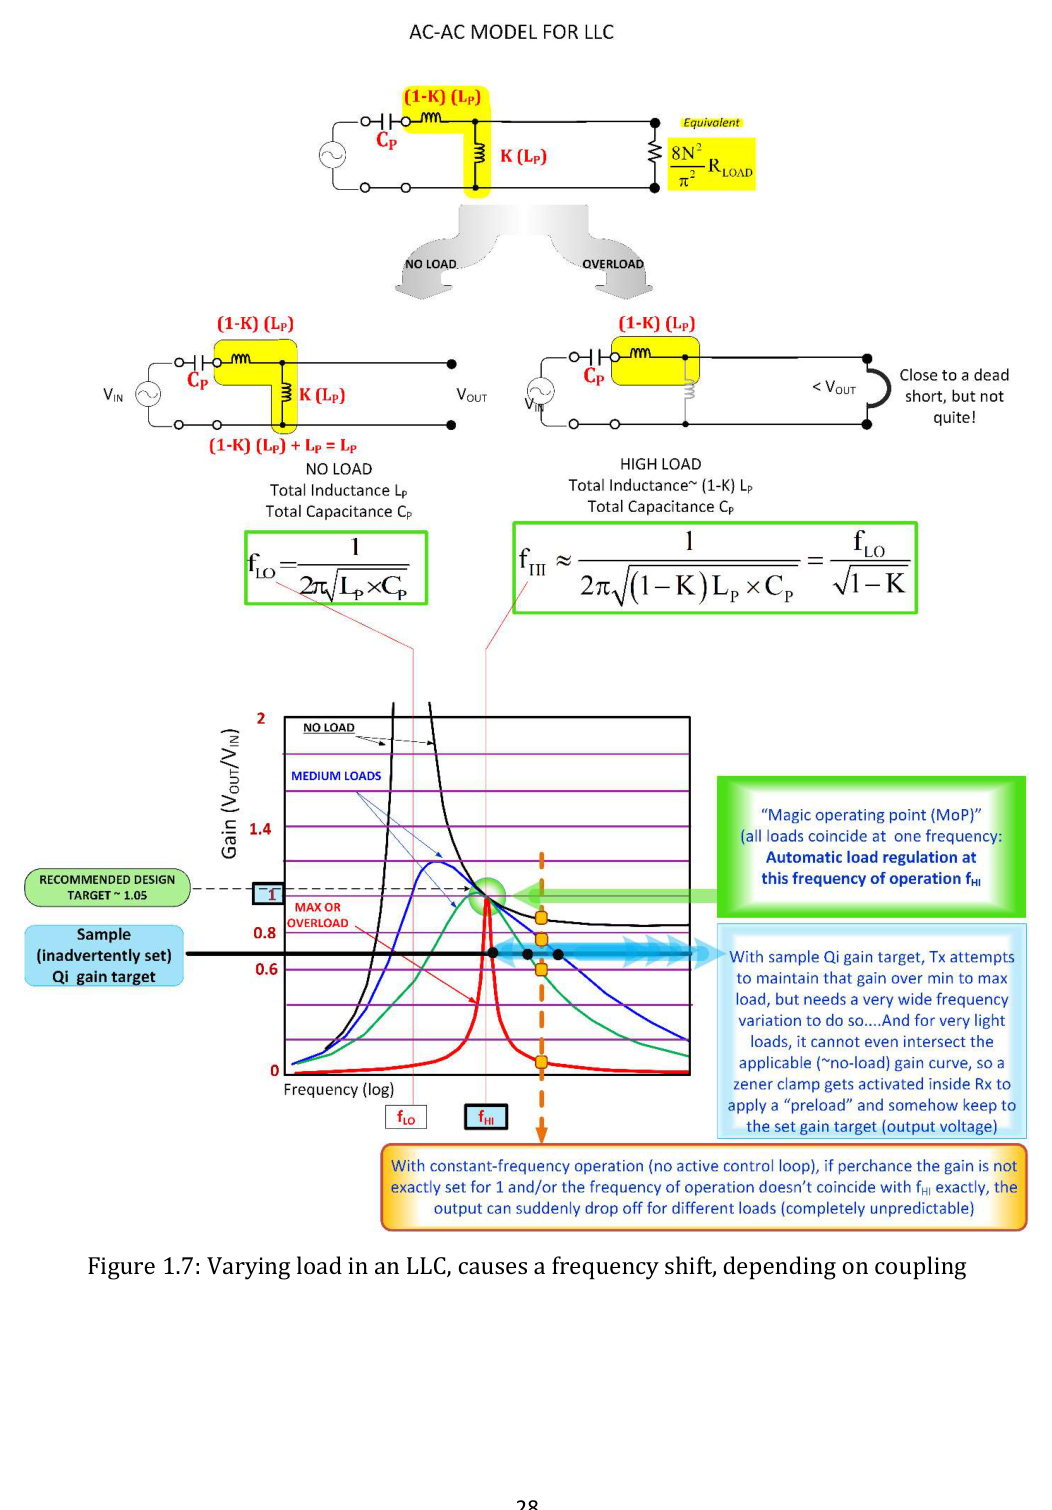 AC-AC MODEL FOR LLC
(1-K) (LP)
CP
K (LP)
Equivalent
8N²
π²
RLOAD
NO LOAD
OVERLOAD
(1-K) (LP)
CP
VIN
K (LP)
VOUT
(1-K) (LP) + LP = LP
NO LOAD
Total Inductance LP
Total Capacitance CP
(1-K) (LP)
CP
VIN
< VOUT
Close to a dead
short, but not
quite!
HIGH LOAD
Total Inductance~ (1-K) LP
Total Capacitance CP
fLO = 1 / 2π√(LP×CP)
fHI ≈ 1 / 2π√((1−K)LP×CP) = fLO / √(1−K)
Gain (VOUT/VIN)
2
1.4
1
0.8
0.6
0
NO LOAD
MEDIUM LOADS
MAX OR
OVERLOAD
RECOMMENDED DESIGN
TARGET ~ 1.05
Sample
(inadvertently set)
Qi gain target
Frequency (log)
fLO
fHI
“Magic operating point (MoP)”
(all loads coincide at one frequency:
Automatic load regulation at
this frequency of operation fHI
With sample Qi gain target, Tx attempts
to maintain that gain over min to max
load, but needs a very wide frequency
variation to do so....And for very light
loads, it cannot even intersect the
applicable (~no-load) gain curve, so a
zener clamp gets activated inside Rx to
apply a “preload” and somehow keep to
the set gain target (output voltage)
With constant-frequency operation (no active control loop), if perchance the gain is not
exactly set for 1 and/or the frequency of operation doesn’t coincide with fHI exactly, the
output can suddenly drop off for different loads (completely unpredictable)
Figure 1.7: Varying load in an LLC, causes a frequency shift, depending on coupling
28